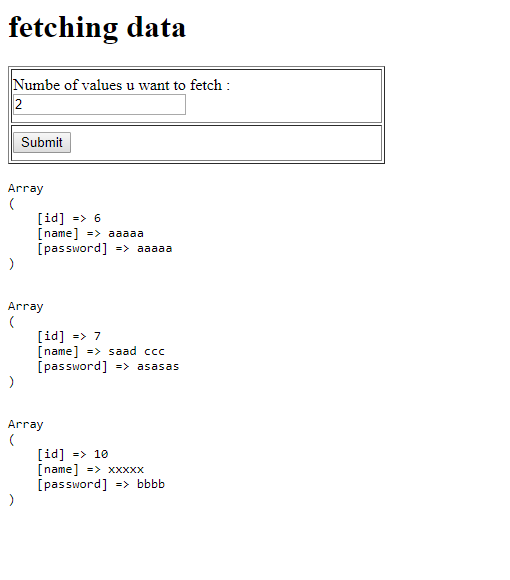 fetching data
Numbe of values u want to fetch :
2
Submit
Array
(
[id] => 6
[name] => aaaaa
[password] => aaaaa
)
Array
(
[id] => 7
[name] => saad ccc
[password] => asasas
)
Array
(
[id] => 10
[name] => xxxxx
[password] => bbbb
)